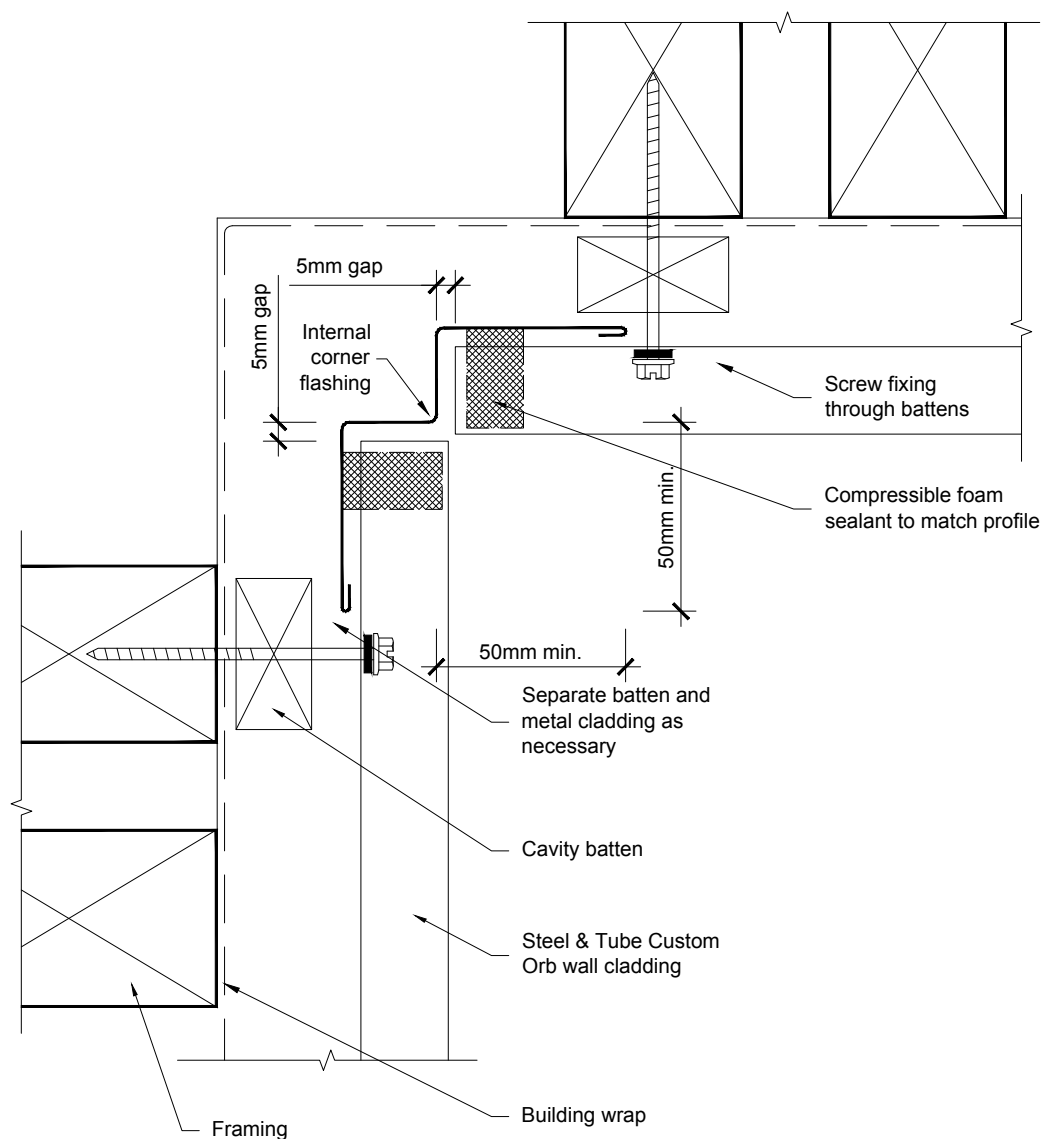 5mm gap
5mm gap
Internal
corner
flashing
Screw fixing
through battens
Compressible foam
sealant to match profile
50mm min.
50mm min.
Separate batten and
metal cladding as
necessary
Cavity batten
Steel & Tube Custom
Orb wall cladding
Building wrap
Framing